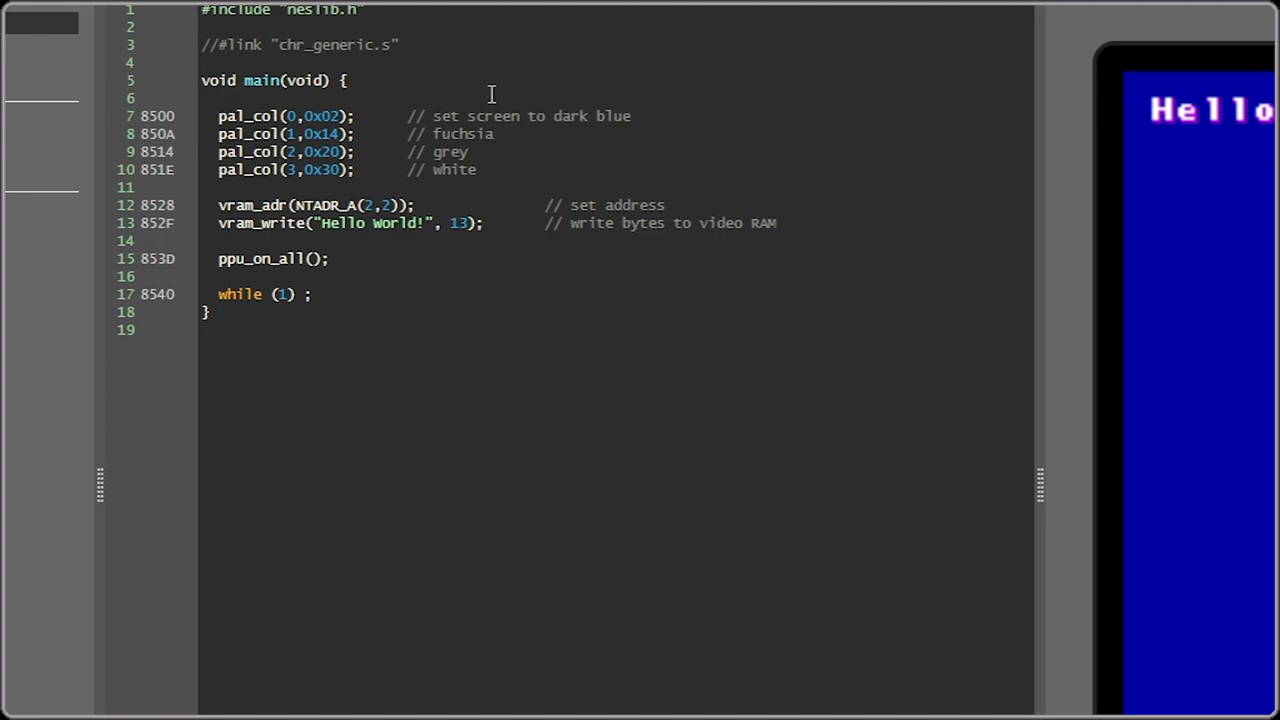 1 #include "neslib.h"
2
3 //#link "chr_generic.s"
4
5 void main(void) {
6
7 8500 pal_col(0,0x02); // set screen to dark blue
8 850A pal_col(1,0x14); // fuchsia
9 8514 pal_col(2,0x20); // grey
10 851E pal_col(3,0x30); // white
11
12 8528 vram_adr(NTADR_A(2,2)); // set address
13 852F vram_write("Hello World!", 13); // write bytes to video RAM
14
15 853D ppu_on_all();
16
17 8540 while (1) ;
18 }
19
Hello